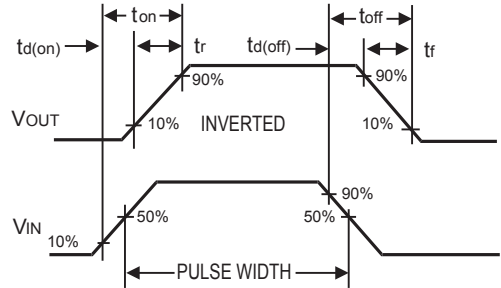 ton
toff
td(on)
tr
td(off)
tf
90%
90%
VOUT
10%
INVERTED
10%
90%
VIN
50%
50%
10%
PULSE WIDTH